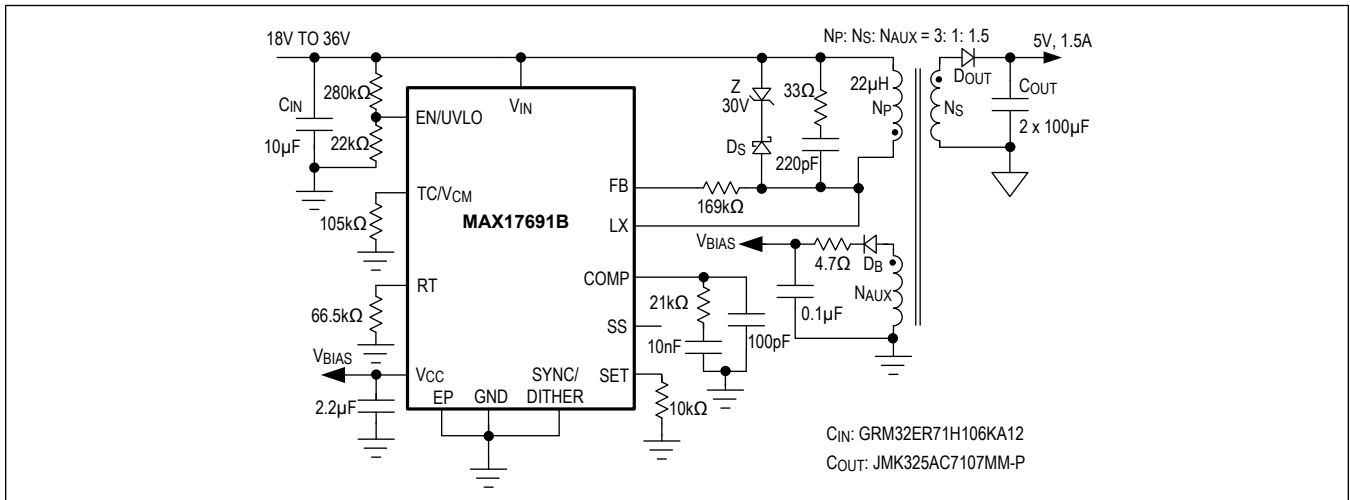 18V TO 36V
NP: NS: NAUX = 3: 1: 1.5
5V, 1.5A
DOUT
280kΩ
CIN
10µF
22kΩ
EN/UVLO
VIN
Z
30V
33Ω
22µH
NP
NS
COUT
2 x 100µF
DS
220pF
TC/VCM
105kΩ
MAX17691B
FB
169kΩ
LX
VBIAS
4.7Ω
DB
NAUX
0.1µF
RT
66.5kΩ
COMP
21kΩ
10nF
100pF
SS
VBIAS
VCC
2.2µF
EP
GND
SYNC/
DITHER
SET
10kΩ
CIN: GRM32ER71H106KA12
COUT: JMK325AC7107MM-P